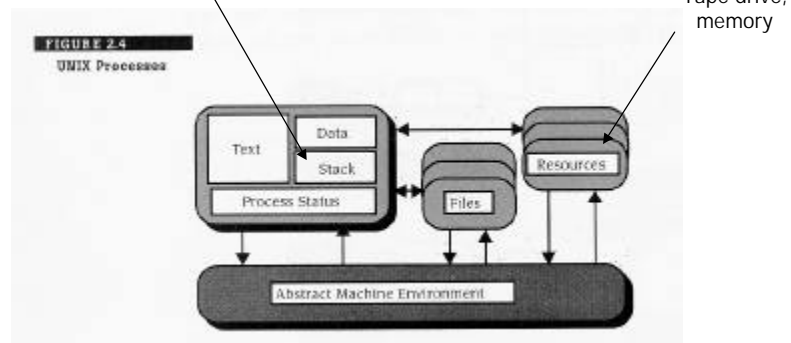 Tape drive,
memory
FIGURE 2.4
UNIX Processes
Text
Data
Stack
Process Status
Files
Resources
Abstract Machine Environment